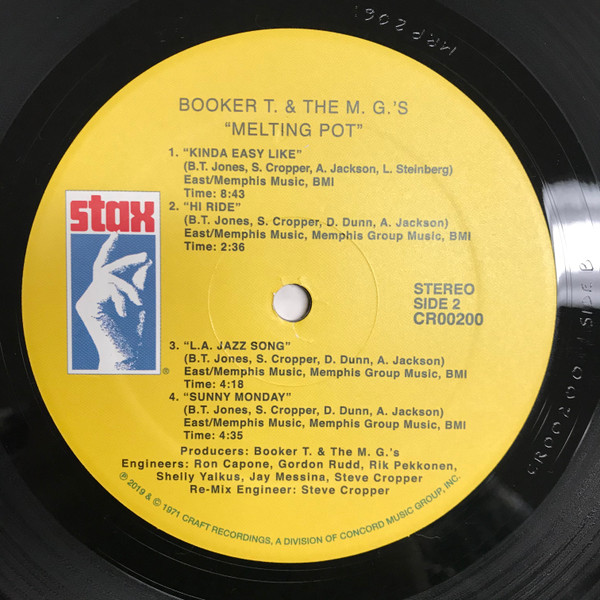 BOOKER T. & THE M. G.'S
“MELTING POT”
1. “KINDA EASY LIKE”
(B.T. Jones, S. Cropper, A. Jackson, L. Steinberg)
East/Memphis Music, BMI
Time: 8:43
2. “HI RIDE”
(B.T. Jones, S. Cropper, D. Dunn, A. Jackson)
East/Memphis Music, Memphis Group Music, BMI
Time: 2:36
stax
®
STEREO
SIDE 2
CR00200
3. “L.A. JAZZ SONG”
(B.T. Jones, S. Cropper, D. Dunn, A. Jackson)
East/Memphis Music, Memphis Group Music, BMI
Time: 4:18
4. “SUNNY MONDAY”
(B.T. Jones, S. Cropper, D. Dunn, A. Jackson)
East/Memphis Music, Memphis Group Music, BMI
Time: 4:35
Producers: Booker T. & The M. G.'s
Engineers: Ron Capone, Gordon Rudd, Rik Pekkonen,
Shelly Yalkus, Jay Messina, Steve Cropper
Re-Mix Engineer: Steve Cropper
℗ 2019 & © 1971 CRAFT RECORDINGS, A DIVISION OF CONCORD MUSIC GROUP, INC.
CR00200 SIDE B